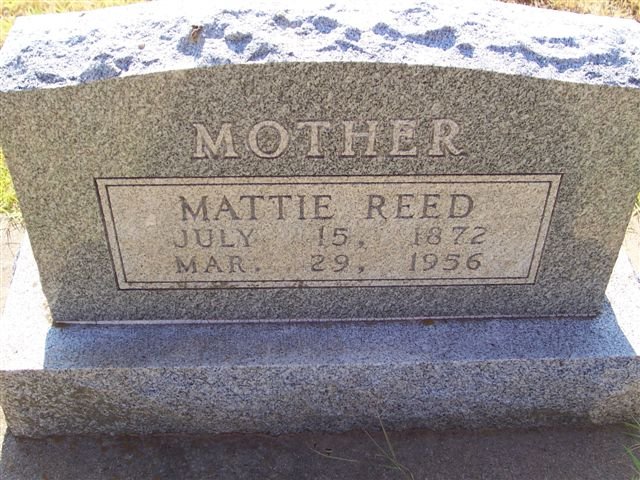 MOTHER
MATTIE REED
JULY 15, 1872
MAR. 29, 1956